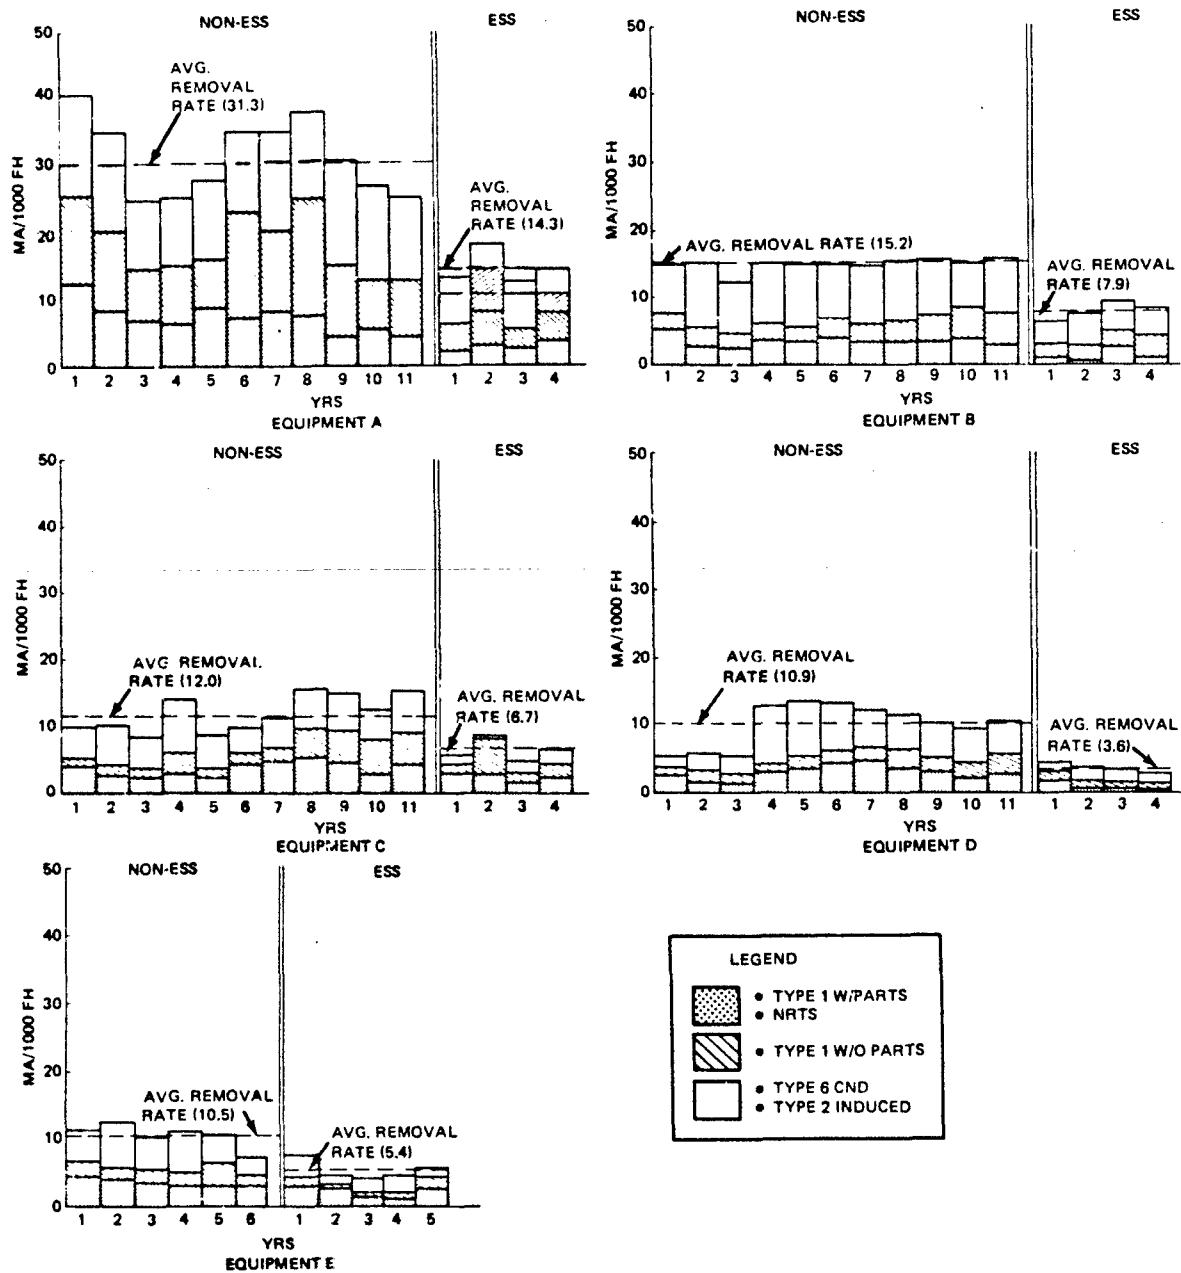 NON-ESS
ESS
50
40
30
20
10
0
MA/1000 FH
AVG.
REMOVAL
RATE (31.3)
AVG.
REMOVAL
RATE (14.3)
1 2 3 4 5 6 7 8 9 10 11 1 2 3 4
YRS
EQUIPMENT A
NON-ESS
ESS
50
40
30
20
10
0
MA/1000 FH
AVG. REMOVAL RATE (15.2)
AVG. REMOVAL
RATE (7.9)
1 2 3 4 5 6 7 8 9 10 11 1 2 3 4
YRS
EQUIPMENT B
NON-ESS
ESS
50
40
30
20
10
0
MA/1000 FH
AVG REMOVAL.
RATE (12.0)
AVG. REMOVAL
RATE (6.7)
1 2 3 4 5 6 7 8 9 10 11 1 2 3 4
YRS
EQUIPMENT C
NON-ESS
ESS
50
40
30
20
10
0
MA/1000 FH
AVG. REMOVAL
RATE (10.9)
AVG. REMOVAL
RATE (3.6)
1 2 3 4 5 6 7 8 9 10 11 1 2 3 4
YRS
EQUIPMENT D
NON-ESS
ESS
50
40
30
20
10
0
MA/1000 FH
AVG. REMOVAL
RATE (10.5)
AVG. REMOVAL
RATE (5.4)
1 2 3 4 5 6 1 2 3 4 5
YRS
EQUIPMENT E
LEGEND
• TYPE 1 W/PARTS
• NRTS
• TYPE 1 W/O PARTS
• TYPE 6 CND
• TYPE 2 INDUCED